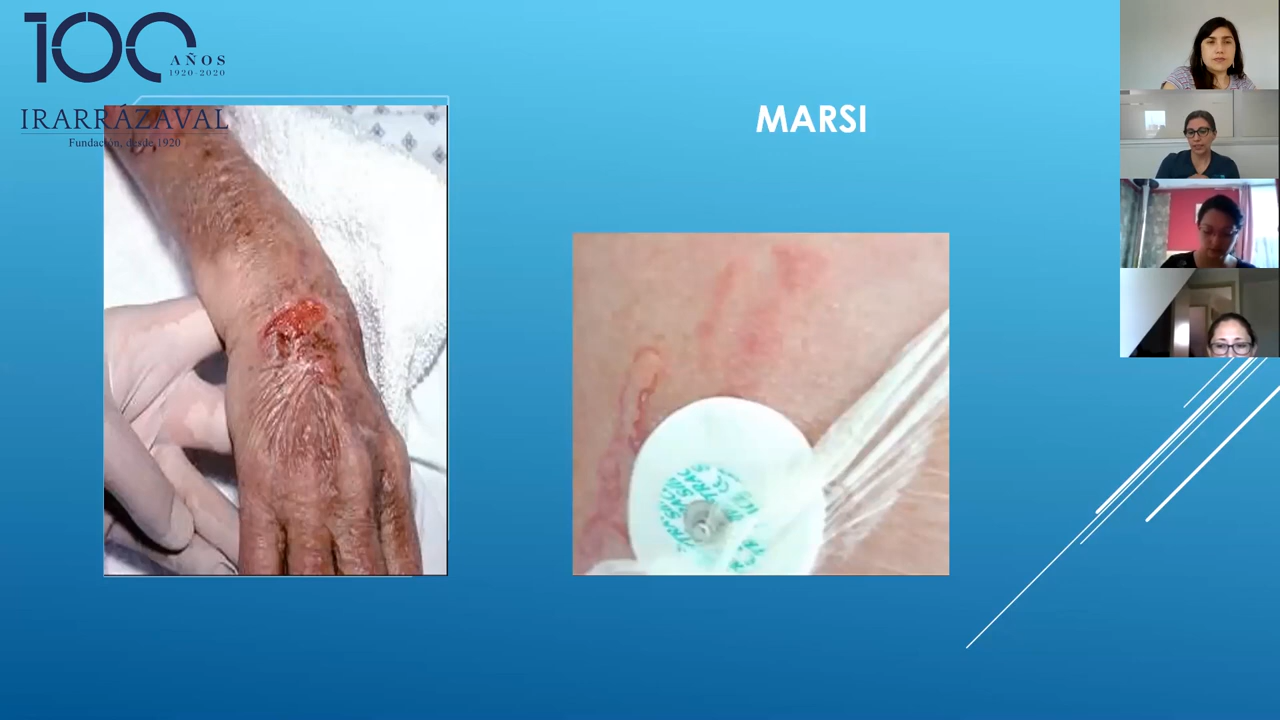 100
AÑOS
1920-2020
IRARRÁZAVAL
Fundación, desde 1920
MARSI